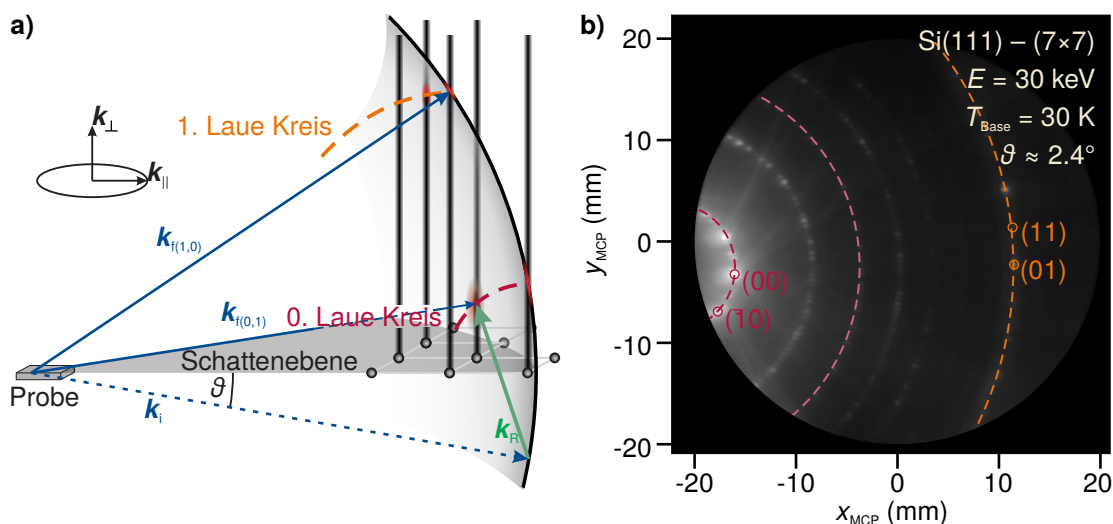 a)
k⊥
k||
1. Laue Kreis
kf(1,0)
kf(0,1)
0. Laue Kreis
Schattenebene
Probe
ϑ
ki
kR
b)
Si(111) – (7×7)
E = 30 keV
TBase = 30 K
ϑ ≈ 2.4°
20
10
0
-10
-20
yMCP (mm)
(11)
(01)
(00)
(10)
-20
-10
0
10
20
xMCP (mm)